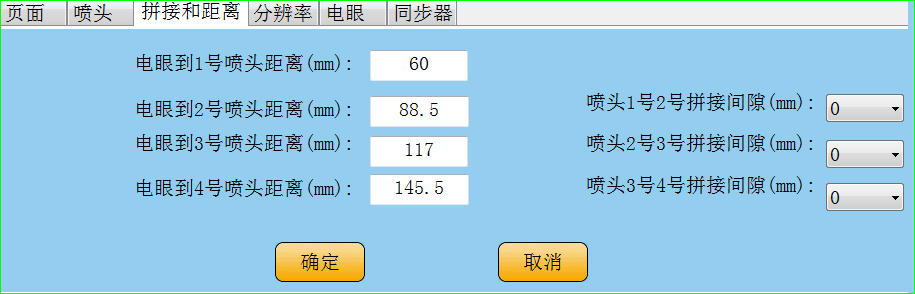 页面 喷头 拼接和距离 分辨率 电眼 同步器
电眼到1号喷头距离(mm): 60
电眼到2号喷头距离(mm): 88.5 喷头1号2号拼接间隙(mm): 0
电眼到3号喷头距离(mm): 117 喷头2号3号拼接间隙(mm): 0
电眼到4号喷头距离(mm): 145.5 喷头3号4号拼接间隙(mm): 0
确定 取消